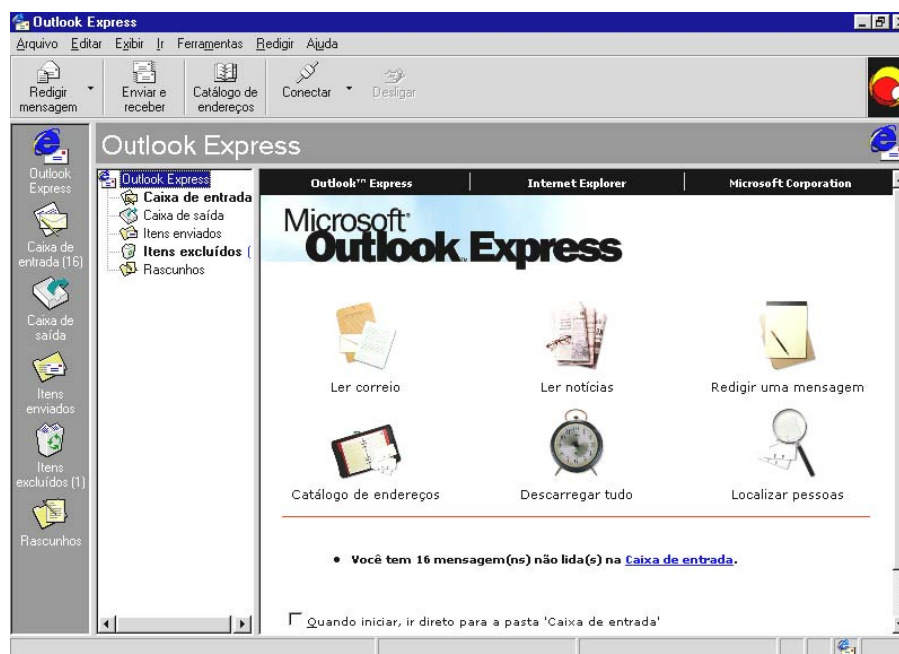 Outlook Express
Arquivo Editar Exibir Ir Ferramentas Redigir Ajuda
Redigir mensagem
Enviar e receber
Catálogo de endereços
Conectar
Desligar
Outlook Express
Outlook Express
Caixa de entrada (16)
Caixa de saída
Itens enviados
Itens excluídos (1)
Rascunhos
Outlook Express
Caixa de entrada
Caixa de saída
Itens enviados
Itens excluídos (
Rascunhos
Outlook™ Express
Internet Explorer
Microsoft Corporation
Microsoft®
Outlook™ Express
Ler correio
Ler notícias
Redigir uma mensagem
Catálogo de endereços
Descarregar tudo
Localizar pessoas
• Você tem 16 mensagem(ns) não lida(s) na Caixa de entrada.
Quando iniciar, ir direto para a pasta 'Caixa de entrada'